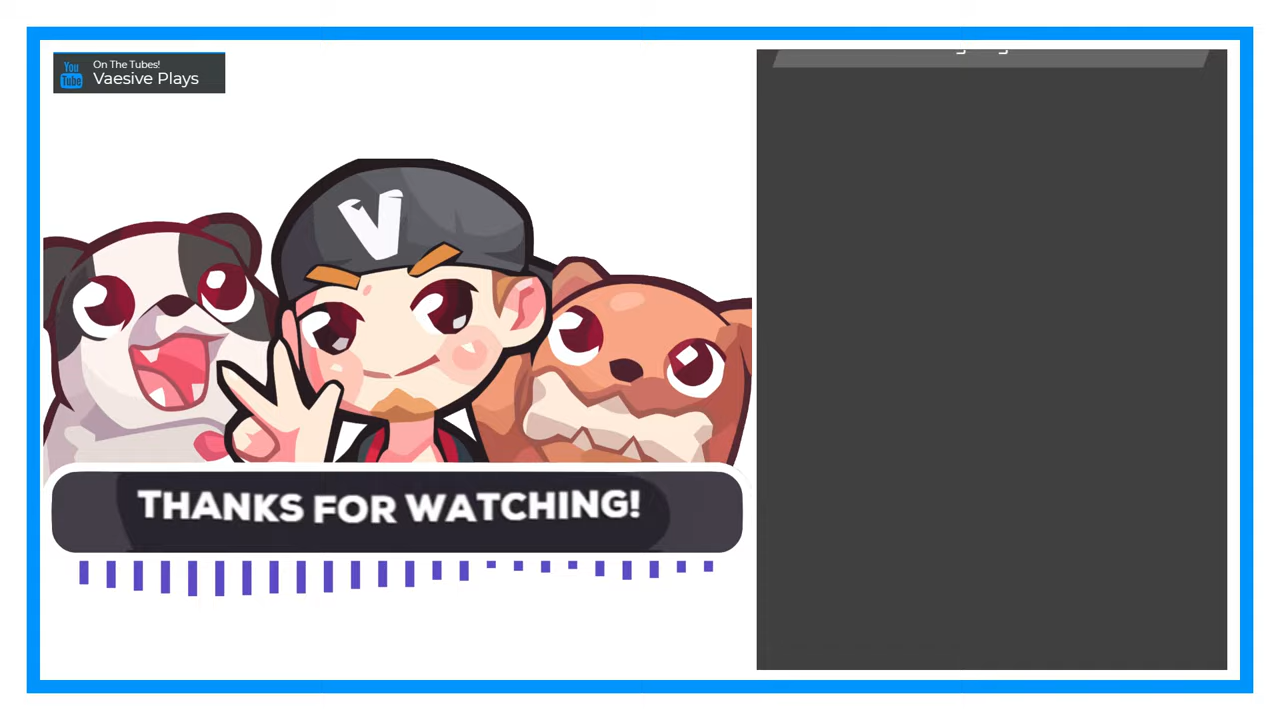 You
Tube
On The Tubes!
Vaesive Plays
V
THANKS FOR WATCHING!